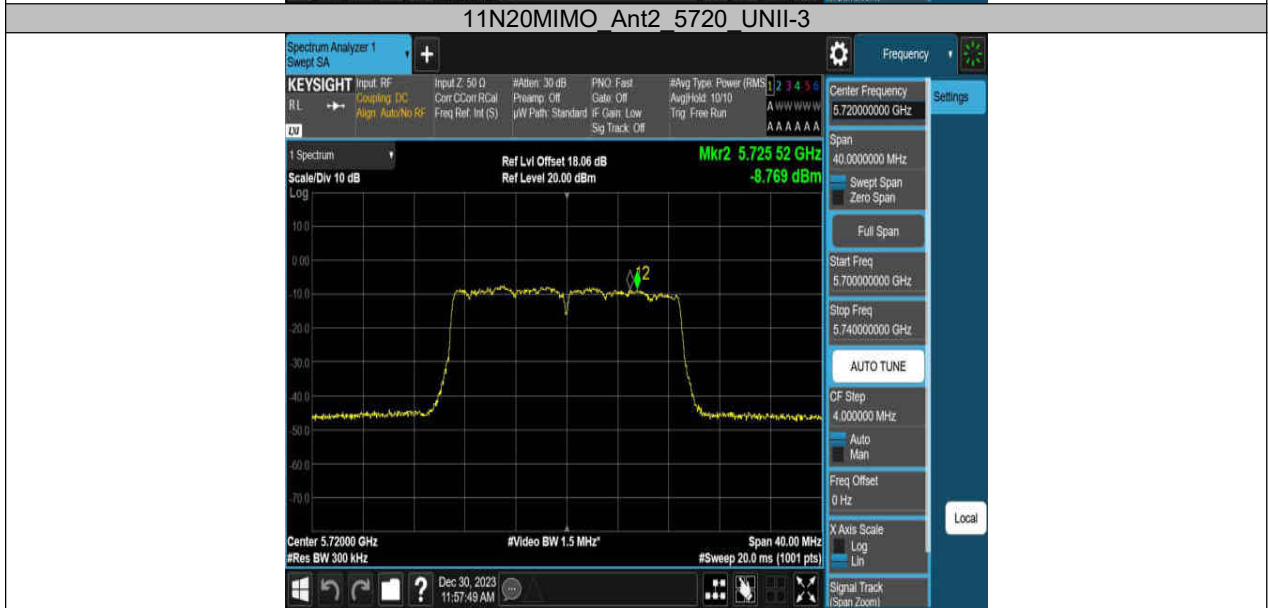 11N20MIMO_Ant2_5720_UNII-3
Spectrum Analyzer 1
Swept SA
+
Frequency
KEYSIGHT
RL
LXI
Input: RF
Coupling: DC
Align: Auto/No RF
Input Z: 50 Ω
Corr CCorr RCal
Freq Ref: Int (S)
#Atten: 30 dB
Preamp: Off
µW Path: Standard
PNO: Fast
Gate: Off
IF Gain: Low
Sig Track: Off
#Avg Type: Power (RMS
Avg|Hold: 10/10
Trig: Free Run
1 2 3 4 5 6
A W W W W W
A A A A A A
1 Spectrum
Scale/Div 10 dB
Log
Ref Lvl Offset 18.06 dB
Ref Level 20.00 dBm
Mkr2 5.725 52 GHz
-8.769 dBm
10.0
0.00
-10.0
-20.0
-30.0
-40.0
-50.0
-60.0
-70.0
12
Center 5.72000 GHz
#Res BW 300 kHz
#Video BW 1.5 MHz*
Span 40.00 MHz
#Sweep 20.0 ms (1001 pts)
Dec 30, 2023
11:57:49 AM
?
Center Frequency
5.720000000 GHz
Span
40.0000000 MHz
Swept Span
Zero Span
Full Span
Start Freq
5.700000000 GHz
Stop Freq
5.740000000 GHz
AUTO TUNE
CF Step
4.000000 MHz
Auto
Man
Freq Offset
0 Hz
X Axis Scale
Log
Lin
Signal Track
(Span Zoom)
Settings
Local